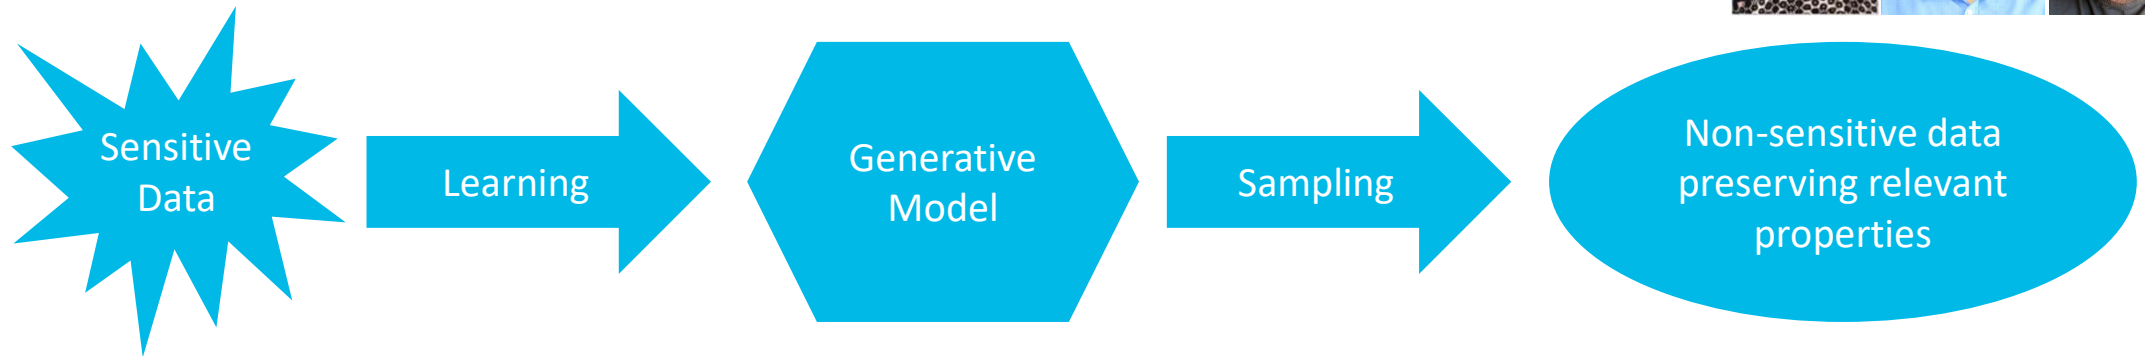 Sensitive
Data
Learning
Generative
Model
Sampling
Non-sensitive data
preserving relevant
properties